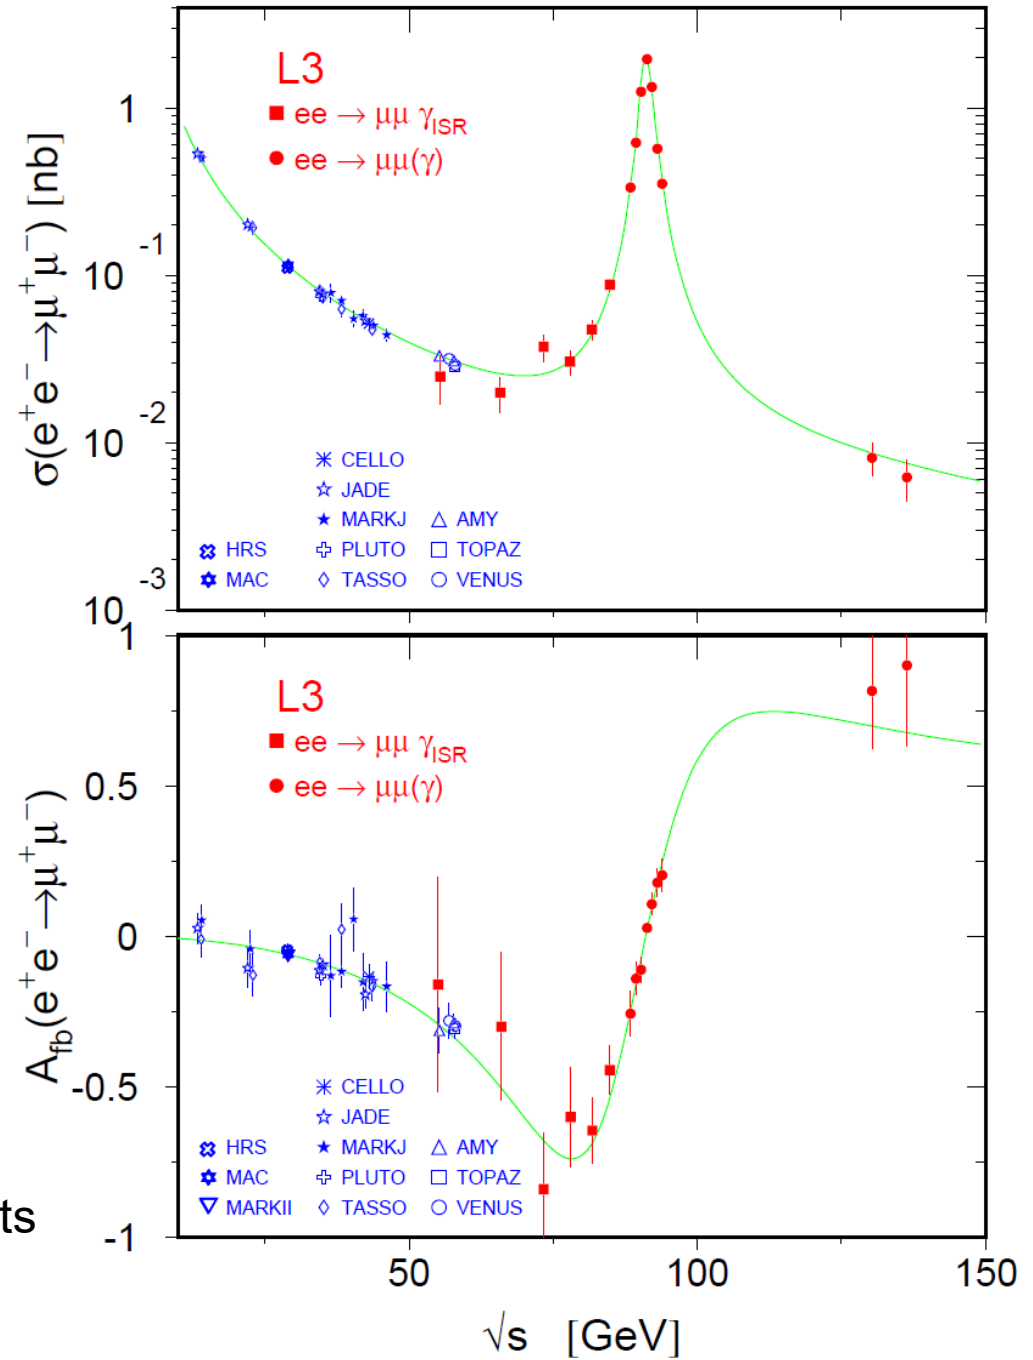 L3
ee → μμ γISR
ee → μμ(γ)
σ(e+e−→μ+μ−) [nb]
1
10-1
10-2
10-3
CELLO
JADE
MARKJ AMY
HRS PLUTO TOPAZ
MAC TASSO VENUS
L3
ee → μμ γISR
ee → μμ(γ)
Afb(e+e−→μ+μ−)
1
0.5
0
-0.5
-1
CELLO
JADE
HRS MARKJ AMY
MAC PLUTO TOPAZ
MARKII TASSO VENUS
ts
50 100 150
√s [GeV]